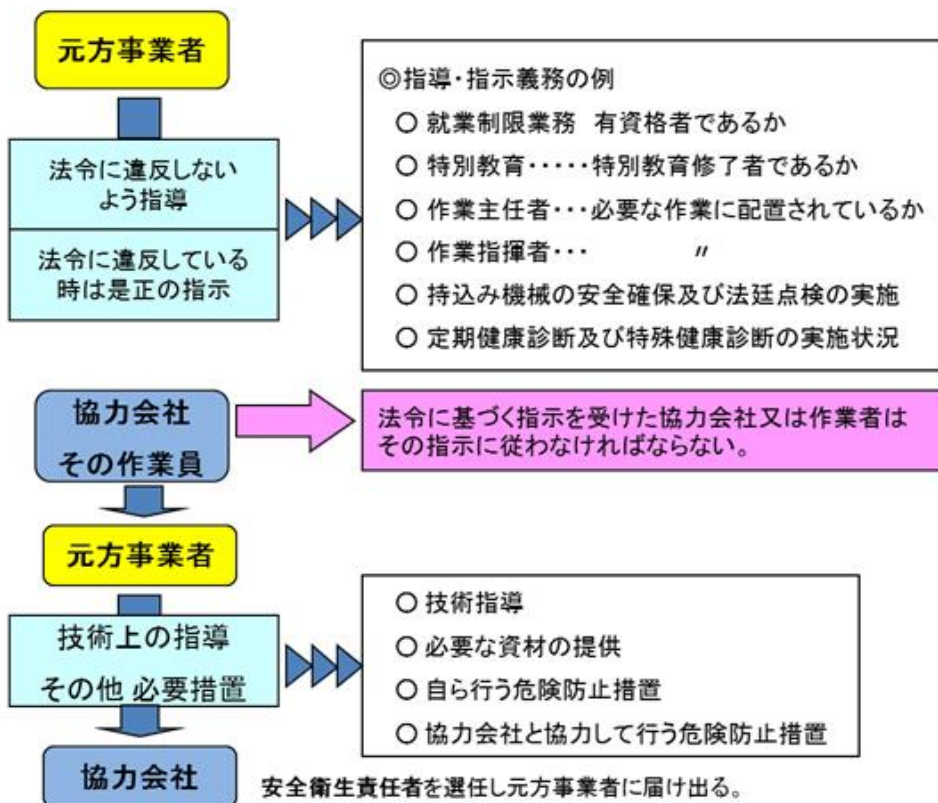 元方事業者
法令に違反しない
よう指導
法令に違反している
時は是正の指示
◎指導・指示義務の例
○ 就業制限業務 有資格者であるか
○ 特別教育・・・・・特別教育修了者であるか
○ 作業主任者・・・必要な作業に配置されているか
○ 作業指揮者・・・ 〃
○ 持込み機械の安全確保及び法廷点検の実施
○ 定期健康診断及び特殊健康診断の実施状況
協力会社
その作業員
法令に基づく指示を受けた協力会社又は作業者は
その指示に従わなければならない。
元方事業者
技術上の指導
その他 必要措置
○ 技術指導
○ 必要な資材の提供
○ 自ら行う危険防止措置
○ 協力会社と協力して行う危険防止措置
協力会社
安全衛生責任者を選任し元方事業者に届け出る。